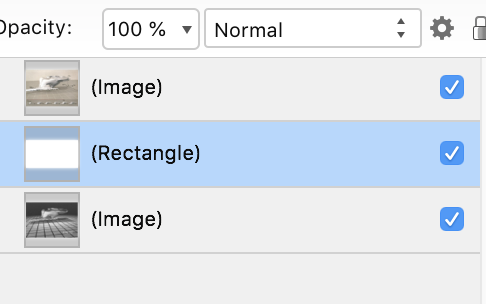 Opacity: 100 % Normal
(Image)
(Rectangle)
(Image)